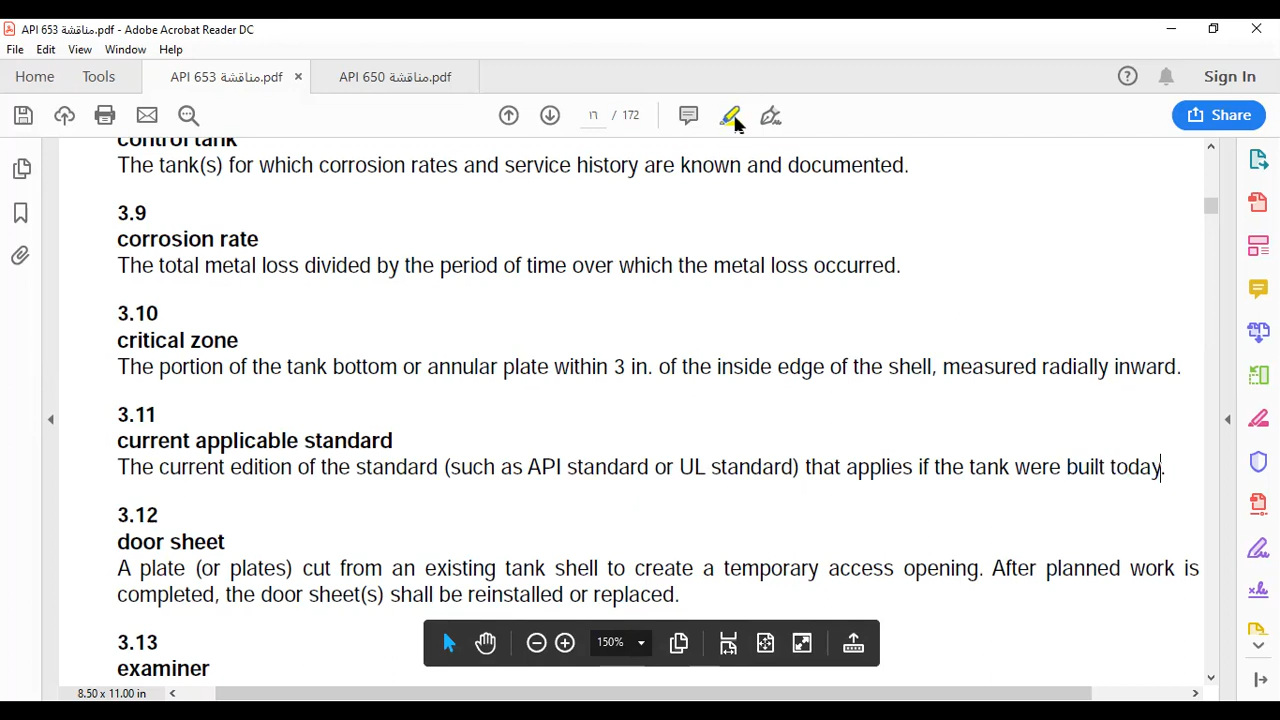 API 653 مناقشة.pdf - Adobe Acrobat Reader DC
File Edit View Window Help
Home Tools API 653 مناقشة.pdf × API 650 مناقشة.pdf Sign In
١٦ / 172 Share
control tank
The tank(s) for which corrosion rates and service history are known and documented.
3.9
corrosion rate
The total metal loss divided by the period of time over which the metal loss occurred.
3.10
critical zone
The portion of the tank bottom or annular plate within 3 in. of the inside edge of the shell, measured radially inward.
3.11
current applicable standard
The current edition of the standard (such as API standard or UL standard) that applies if the tank were built today.
3.12
door sheet
A plate (or plates) cut from an existing tank shell to create a temporary access opening. After planned work is
completed, the door sheet(s) shall be reinstalled or replaced.
3.13
examiner
150%
8.50 x 11.00 in